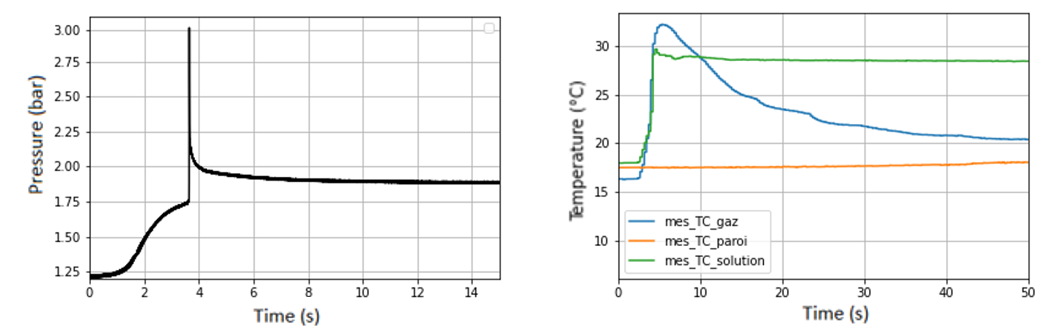 3.00
2.75
2.50
2.25
2.00
1.75
1.50
1.25
Pressure (bar)
0 2 4 6 8 10 12 14
Time (s)
30
25
20
15
10
Temperature (°C)
mes_TC_gaz
mes_TC_paroi
mes_TC_solution
0 10 20 30 40 50
Time (s)